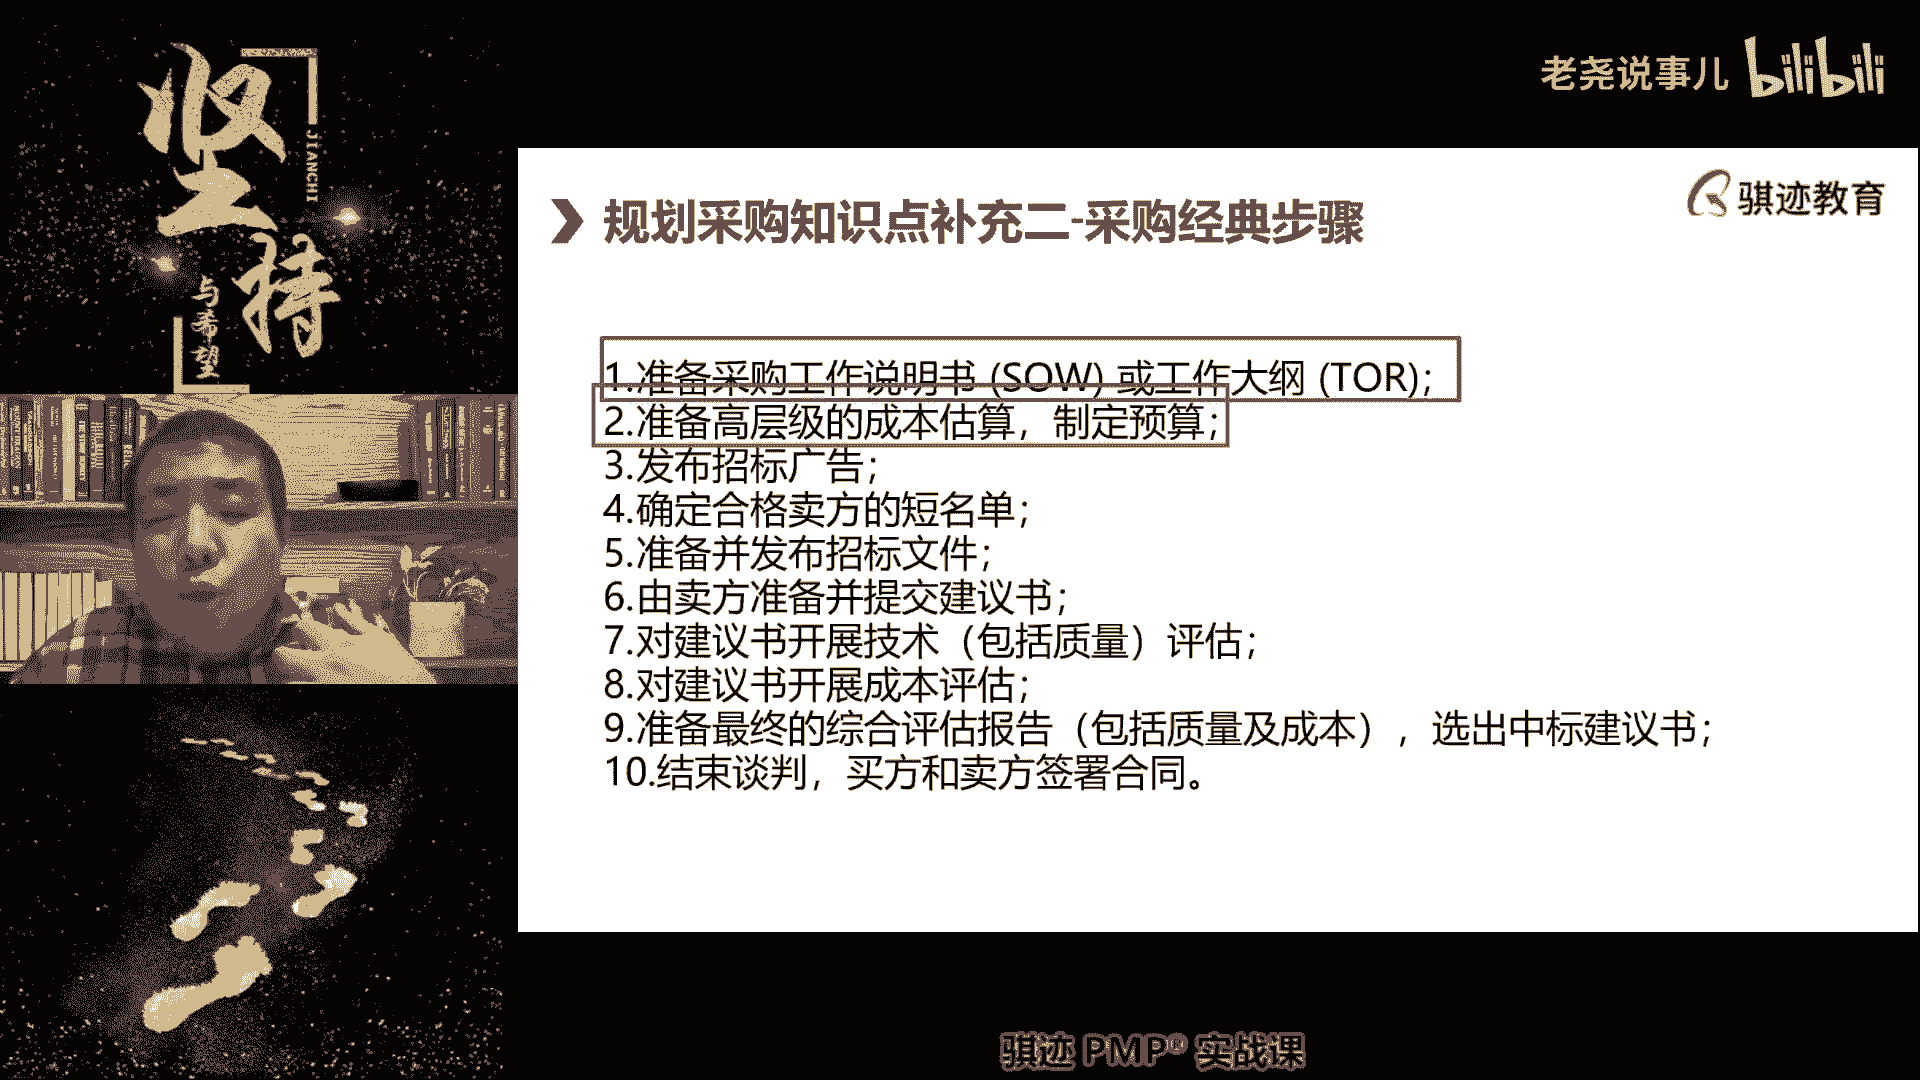 坚持
JIANCHI
与希望
老尧说事儿 bilibili
骐迹教育
规划采购知识点补充二-采购经典步骤
1.准备采购工作说明书 (SOW) 或工作大纲 (TOR);
2.准备高层级的成本估算，制定预算;
3.发布招标广告;
4.确定合格卖方的短名单;
5.准备并发布招标文件;
6.由卖方准备并提交建议书;
7.对建议书开展技术（包括质量）评估;
8.对建议书开展成本评估;
9.准备最终的综合评估报告（包括质量及成本），选出中标建议书;
10.结束谈判，买方和卖方签署合同。
骐迹 PMP® 实战课